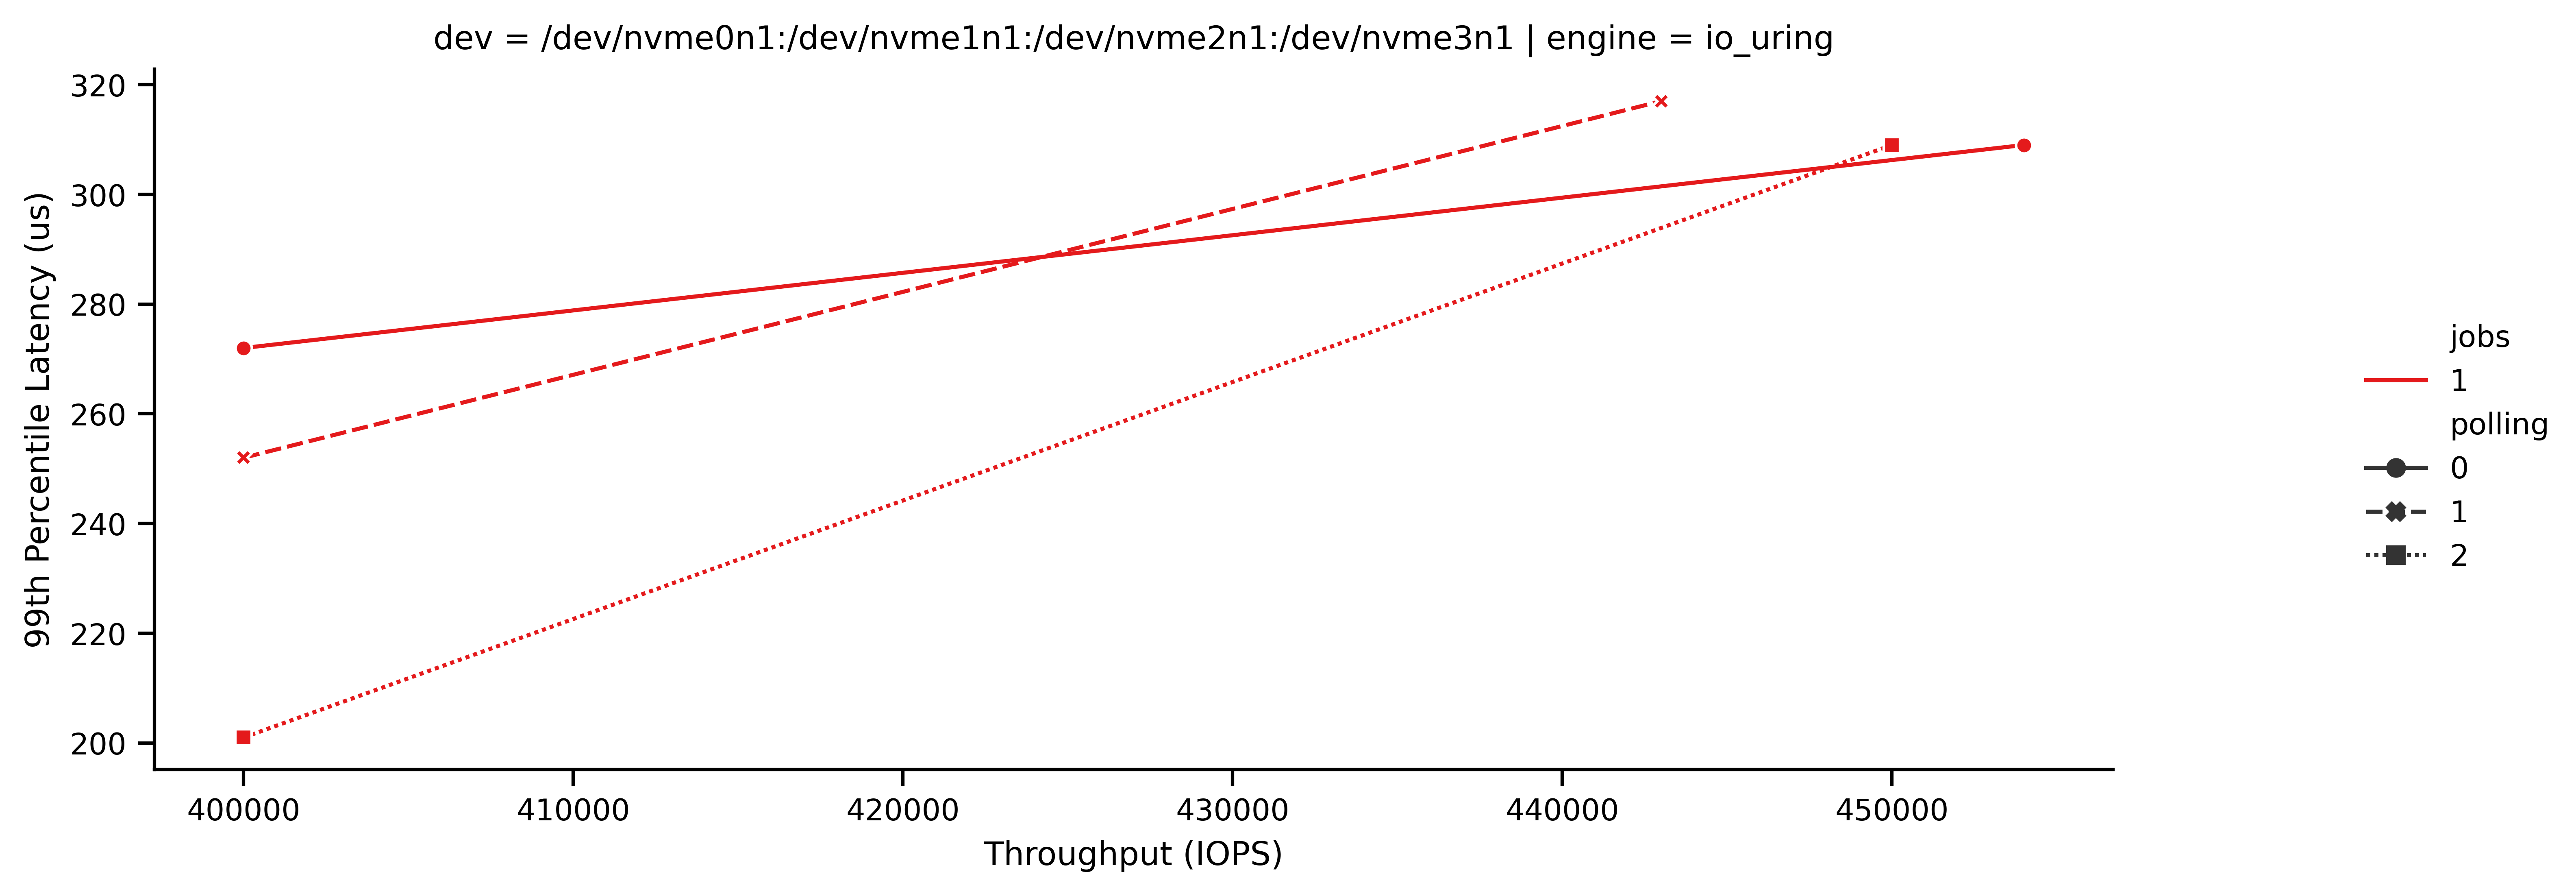 dev = /dev/nvme0n1:/dev/nvme1n1:/dev/nvme2n1:/dev/nvme3n1 | engine = io_uring
99th Percentile Latency (us)
320
300
280
260
240
220
200
400000 410000 420000 430000 440000 450000
Throughput (IOPS)
jobs
1
polling
0
1
2